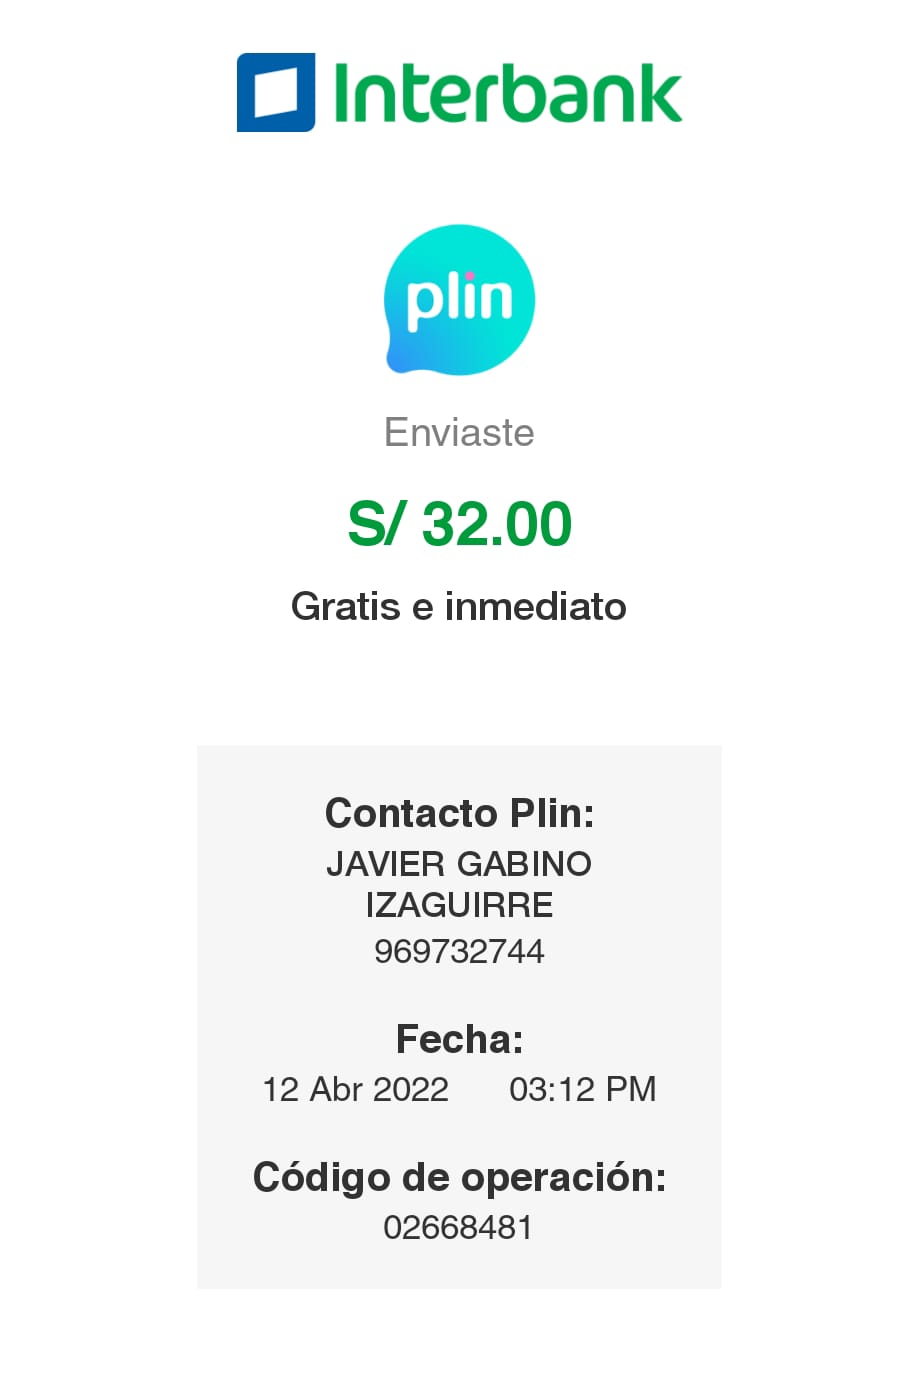 Interbank
plin
Enviaste
S/ 32.00
Gratis e inmediato
Contacto Plin:
JAVIER GABINO
IZAGUIRRE
969732744
Fecha:
12 Abr 2022 03:12 PM
Código de operación:
02668481